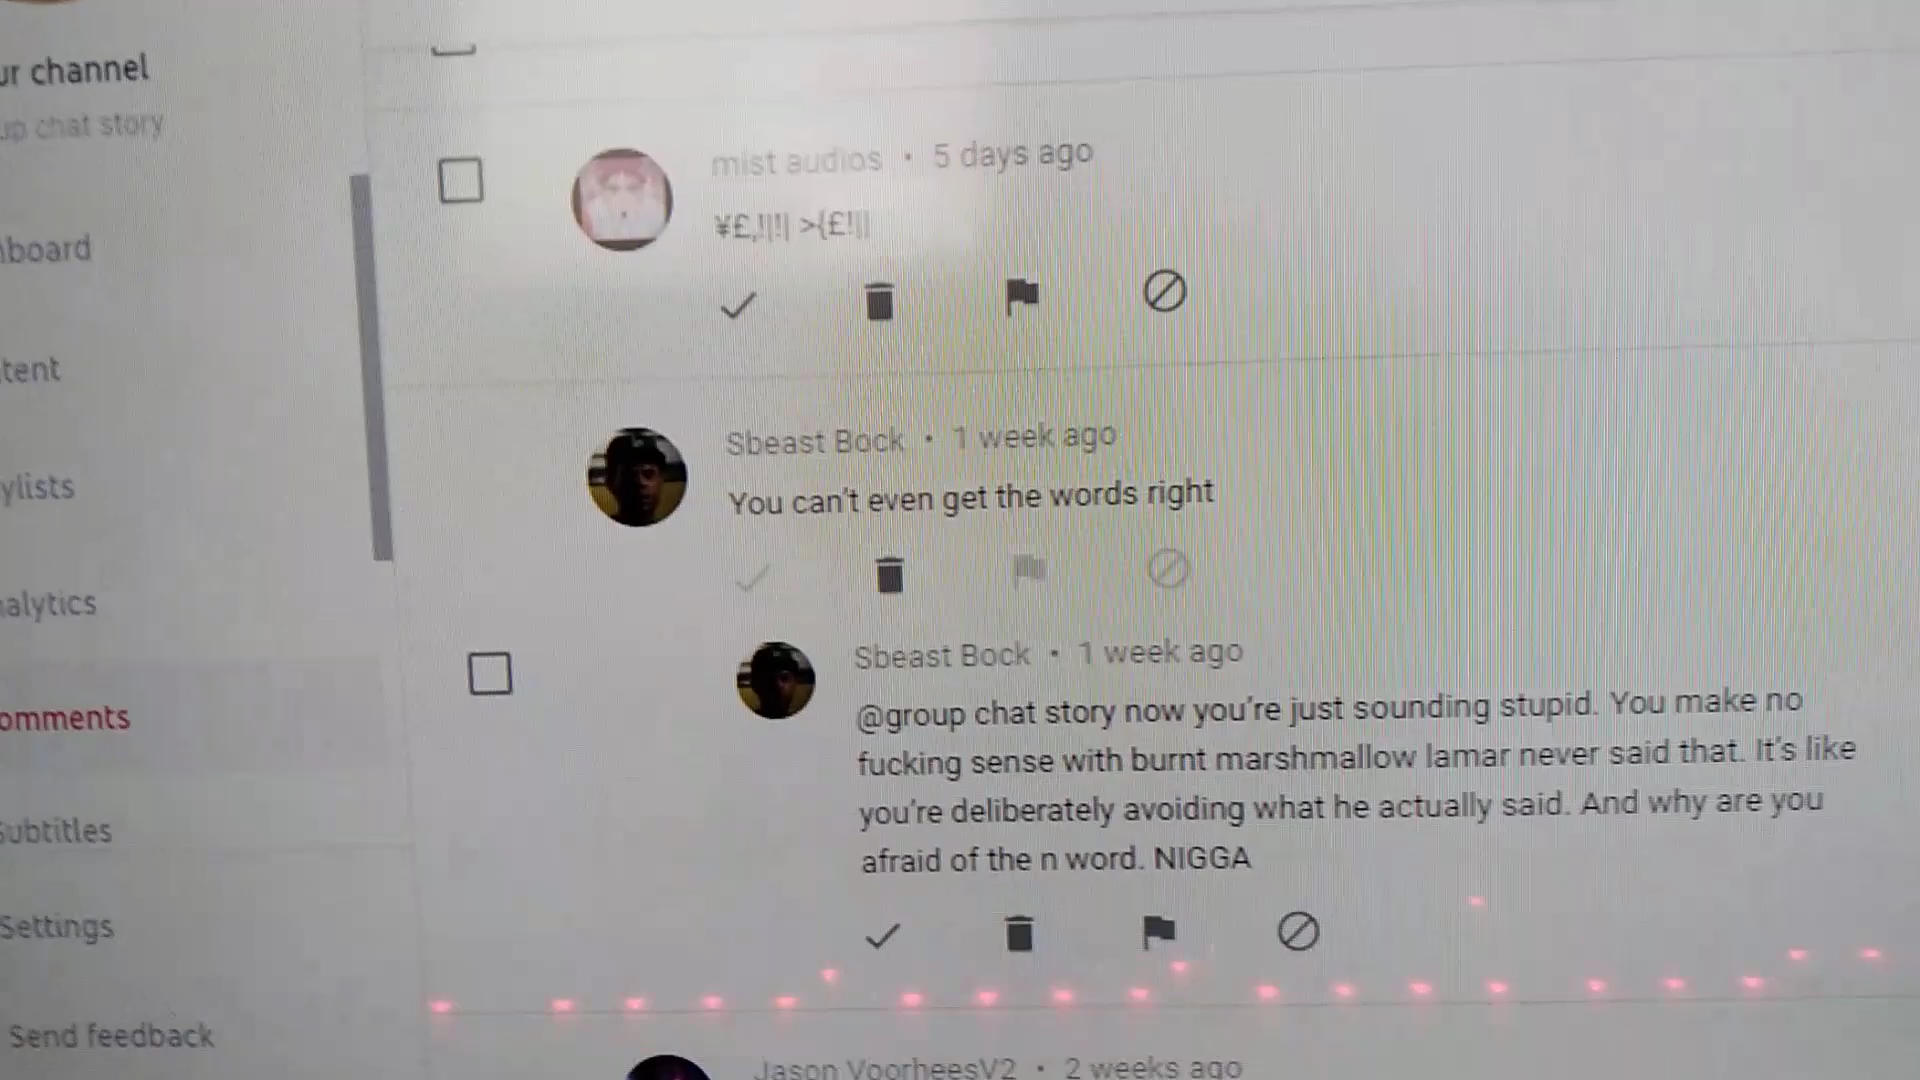 ur channel
up chat story
mist audios • 5 days ago
board
tent
Sbeast Bock • 1 week ago
You can't even get the words right
ylists
alytics
Sbeast Bock • 1 week ago
@group chat story now you're just sounding stupid. You make no
fucking sense with burnt marshmallow lamar never said that. It's like
you're deliberately avoiding what he actually said. And why are you
afraid of the n word. NIGGA
omments
Subtitles
Settings
Send feedback
Jason VoorheesV2 • 2 weeks ago